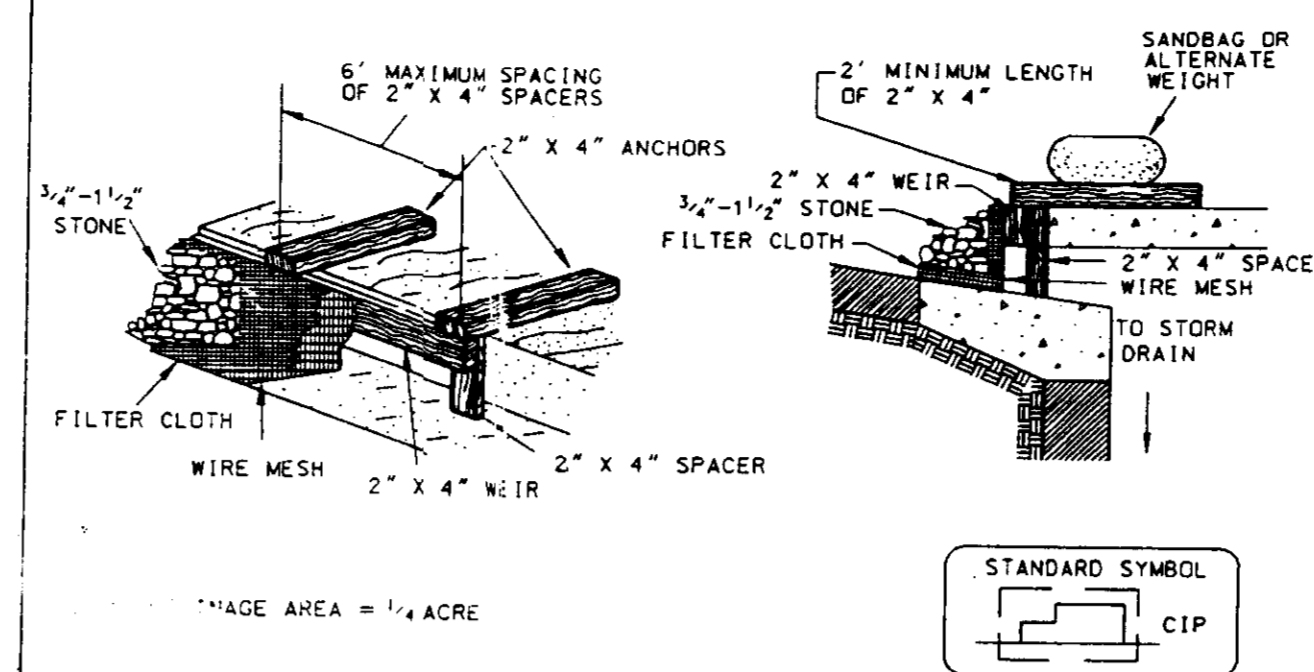 6' MAXIMUM SPACING
OF 2" X 4" SPACERS
2" X 4" ANCHORS
3/4"-1 1/2"
STONE
FILTER CLOTH
WIRE MESH
2" X 4" WEIR
2" X 4" SPACER
AREA = 1/4 ACRE
SANDBAG OR
ALTERNATE
WEIGHT
2' MINIMUM LENGTH
OF 2" X 4"
2" X 4" WEIR
3/4"-1 1/2" STONE
FILTER CLOTH
2" X 4" SPACE
WIRE MESH
TO STORM
DRAIN
STANDARD SYMBOL
CIP